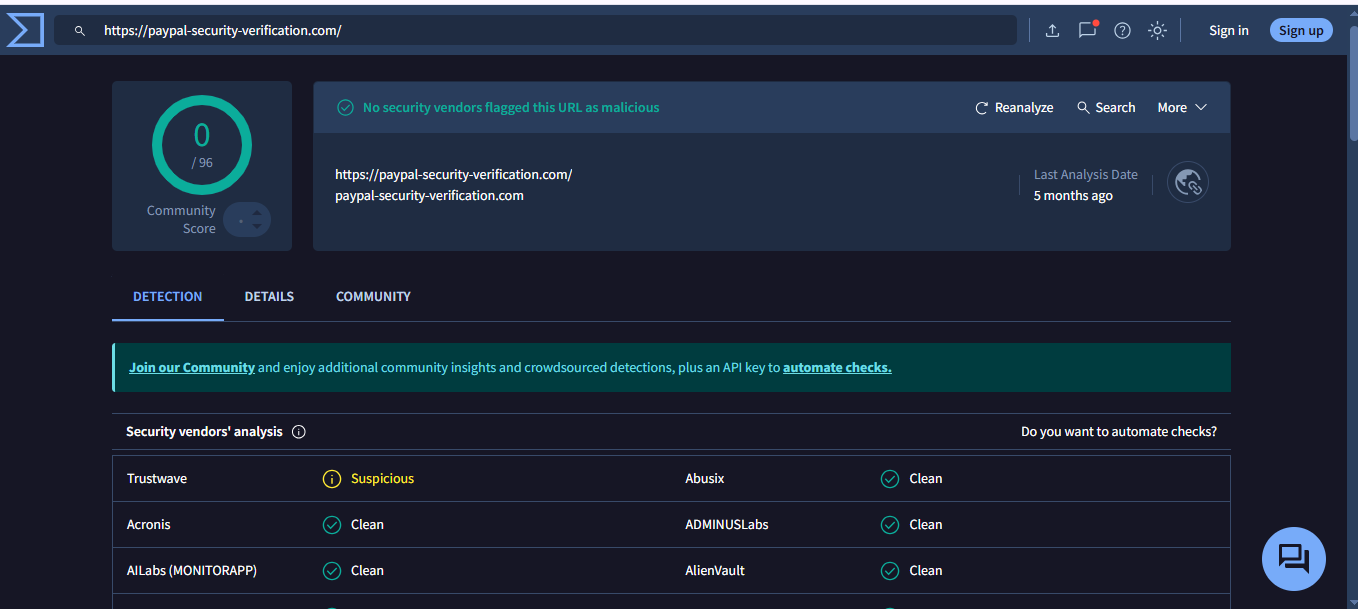 https://paypal-security-verification.com/
Sign in
Sign up
0
/ 96
Community
Score
No security vendors flagged this URL as malicious
Reanalyze
Search
More
https://paypal-security-verification.com/
paypal-security-verification.com
Last Analysis Date
5 months ago
DETECTION
DETAILS
COMMUNITY
Join our Community and enjoy additional community insights and crowdsourced detections, plus an API key to automate checks.
Security vendors' analysis
Do you want to automate checks?
Trustwave
Suspicious
Abusix
Clean
Acronis
Clean
ADMINUSLabs
Clean
AILabs (MONITORAPP)
Clean
AlienVault
Clean